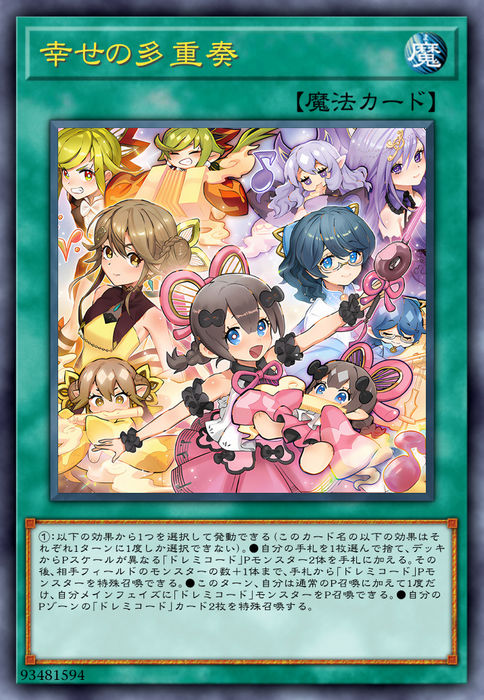 幸せの多重奏
魔
【魔法カード】
①:以下の効果から1つを選択して発動できる(このカード名の以下の効果はそ
れぞれ1ターンに1度しか選択できない)。●自分の手札を1枚選んで捨て、デッキ
からPスケールが異なる「ドレミコード」Pモンスター2体を手札に加える。その
後、相手フィールドのモンスターの数+1体まで、手札から「ドレミコード」Pモ
ンスターを特殊召喚できる。●このターン、自分は通常のP召喚に加えて1度だ
け、自分メインフェイズに「ドレミコード」モンスターをP召喚できる。●自分の
Pゾーンの「ドレミコード」カード2枚を特殊召喚する。
93481594